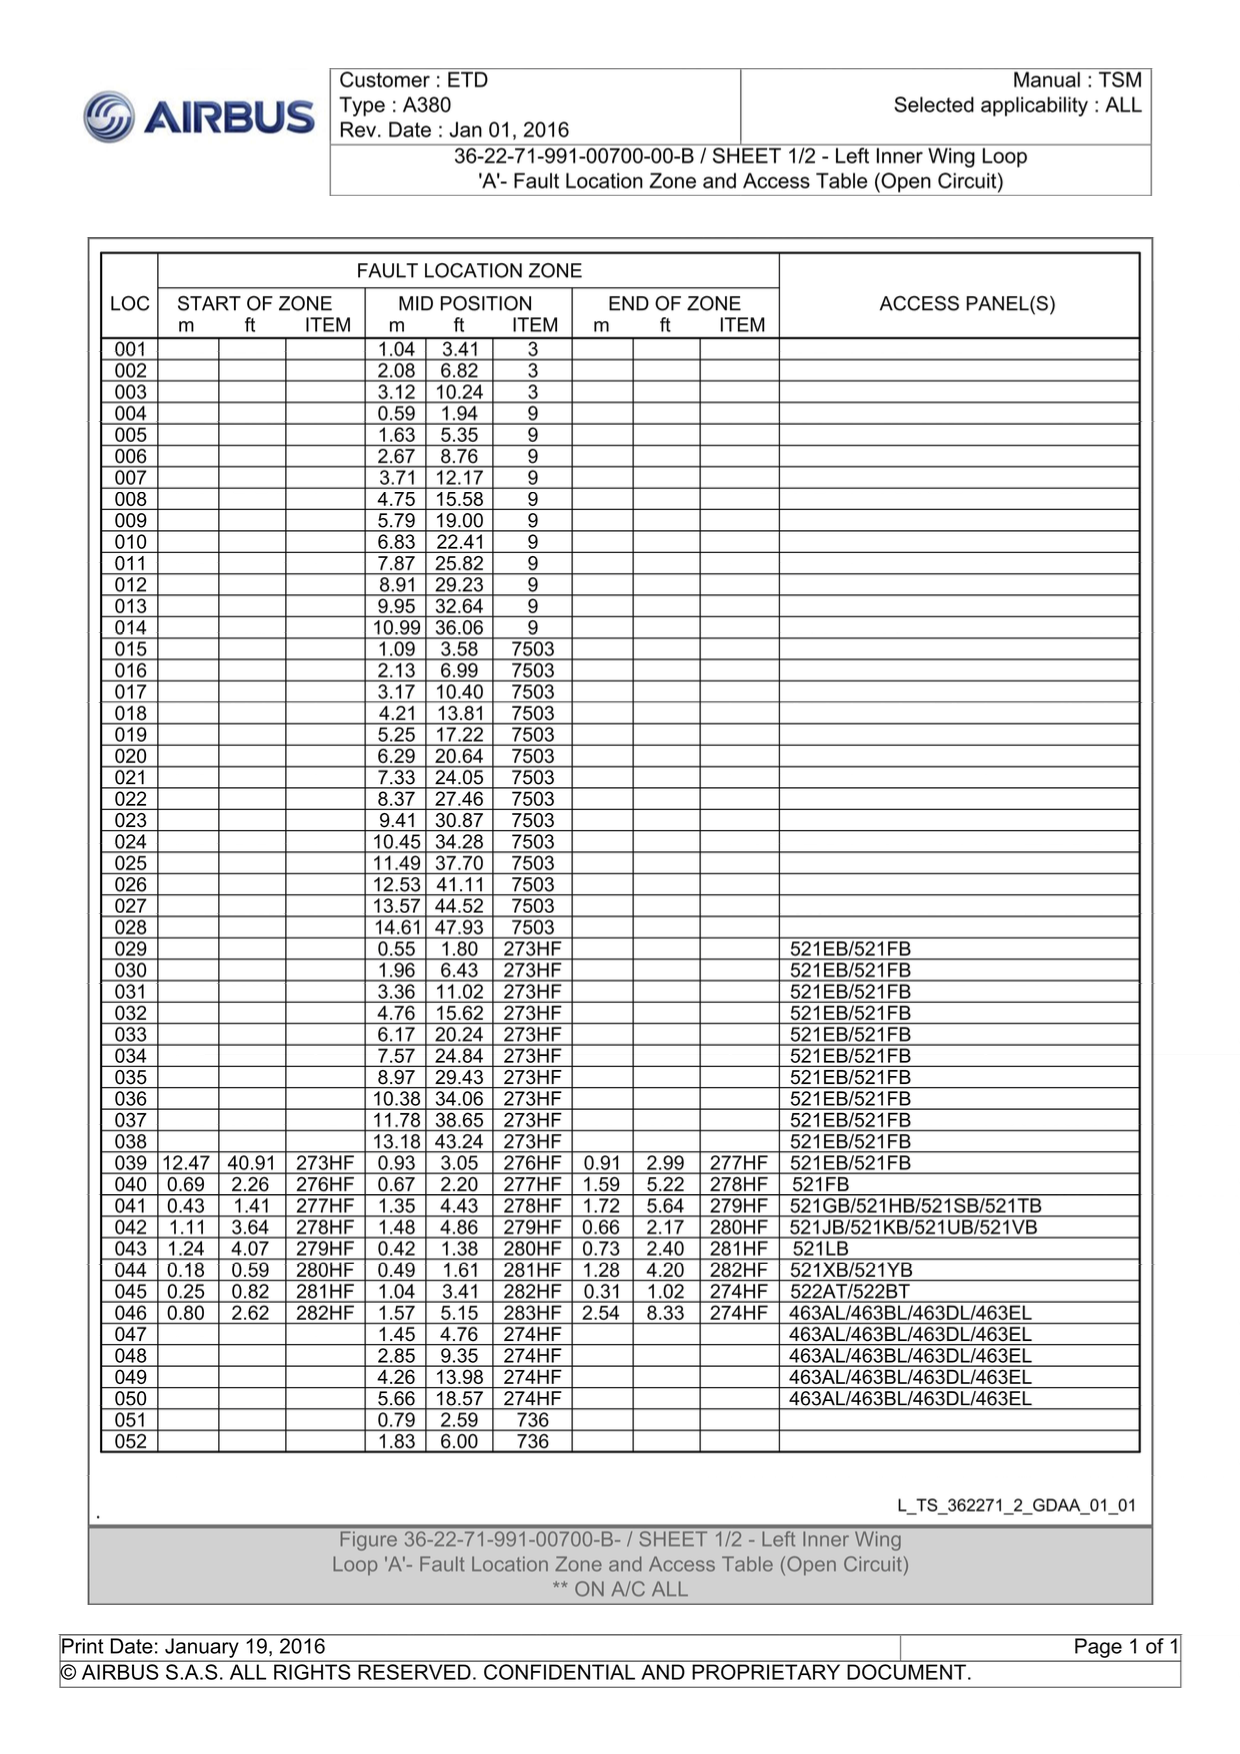 AIRBUS
Customer : ETD
Type : A380
Rev. Date : Jan 01, 2016
Manual : TSM
Selected applicability : ALL
36-22-71-991-00700-00-B / SHEET 1/2 - Left Inner Wing Loop
'A'- Fault Location Zone and Access Table (Open Circuit)
FAULT LOCATION ZONE
LOC START OF ZONE MID POSITION END OF ZONE ACCESS PANEL(S)
m ft ITEM m ft ITEM m ft ITEM
001 1.04 3.41 3
002 2.08 6.82 3
003 3.12 10.24 3
004 0.59 1.94 9
005 1.63 5.35 9
006 2.67 8.76 9
007 3.71 12.17 9
008 4.75 15.58 9
009 5.79 19.00 9
010 6.83 22.41 9
011 7.87 25.82 9
012 8.91 29.23 9
013 9.95 32.64 9
014 10.99 36.06 9
015 1.09 3.58 7503
016 2.13 6.99 7503
017 3.17 10.40 7503
018 4.21 13.81 7503
019 5.25 17.22 7503
020 6.29 20.64 7503
021 7.33 24.05 7503
022 8.37 27.46 7503
023 9.41 30.87 7503
024 10.45 34.28 7503
025 11.49 37.70 7503
026 12.53 41.11 7503
027 13.57 44.52 7503
028 14.61 47.93 7503
029 0.55 1.80 273HF 521EB/521FB
030 1.96 6.43 273HF 521EB/521FB
031 3.36 11.02 273HF 521EB/521FB
032 4.76 15.62 273HF 521EB/521FB
033 6.17 20.24 273HF 521EB/521FB
034 7.57 24.84 273HF 521EB/521FB
035 8.97 29.43 273HF 521EB/521FB
036 10.38 34.06 273HF 521EB/521FB
037 11.78 38.65 273HF 521EB/521FB
038 13.18 43.24 273HF 521EB/521FB
039 12.47 40.91 273HF 0.93 3.05 276HF 0.91 2.99 277HF 521EB/521FB
040 0.69 2.26 276HF 0.67 2.20 277HF 1.59 5.22 278HF 521FB
041 0.43 1.41 277HF 1.35 4.43 278HF 1.72 5.64 279HF 521GB/521HB/521SB/521TB
042 1.11 3.64 278HF 1.48 4.86 279HF 0.66 2.17 280HF 521JB/521KB/521UB/521VB
043 1.24 4.07 279HF 0.42 1.38 280HF 0.73 2.40 281HF 521LB
044 0.18 0.59 280HF 0.49 1.61 281HF 1.28 4.20 282HF 521XB/521YB
045 0.25 0.82 281HF 1.04 3.41 282HF 0.31 1.02 274HF 522AT/522BT
046 0.80 2.62 282HF 1.57 5.15 283HF 2.54 8.33 274HF 463AL/463BL/463DL/463EL
047 1.45 4.76 274HF 463AL/463BL/463DL/463EL
048 2.85 9.35 274HF 463AL/463BL/463DL/463EL
049 4.26 13.98 274HF 463AL/463BL/463DL/463EL
050 5.66 18.57 274HF 463AL/463BL/463DL/463EL
051 0.79 2.59 736
052 1.83 6.00 736
L_TS_362271_2_GDAA_01_01
.
Figure 36-22-71-991-00700-B- / SHEET 1/2 - Left Inner Wing
Loop 'A'- Fault Location Zone and Access Table (Open Circuit)
** ON A/C ALL
Print Date: January 19, 2016 Page 1 of 1
© AIRBUS S.A.S. ALL RIGHTS RESERVED. CONFIDENTIAL AND PROPRIETARY DOCUMENT.